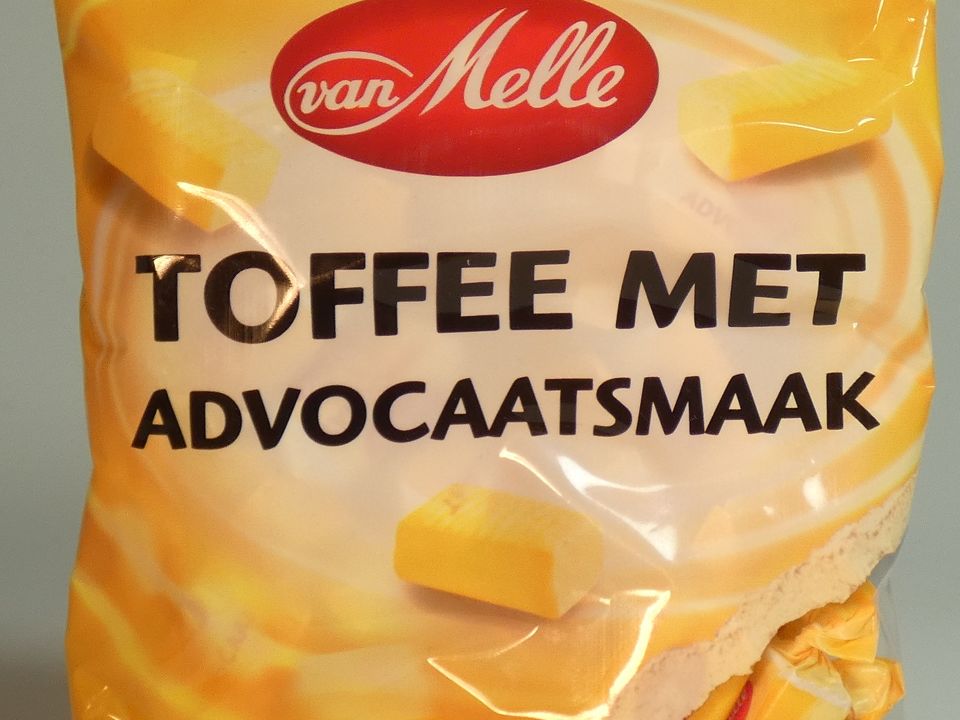 van Melle
TOFFEE MET
ADVOCAATSMAAK